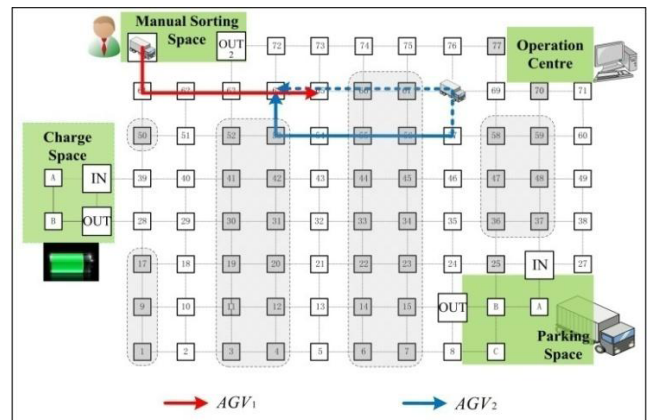 Manual Sorting
Space
OUT
2
72 73 74 75 76 77
Operation
Centre
62 63 69 70 71
50 51 52 58 59 60
Charge
Space
A IN 39 40 41 42 43 44 45 46 47 48 49
B OUT 28 29 30 31 32 33 34 35 36 37 38
17 18 19 20 21 22 23 24 25 IN 27
9 10 11 12 13 14 15 OUT B A
Parking
Space
1 2 3 4 5 6 7 8 C
AGV₁ AGV₂